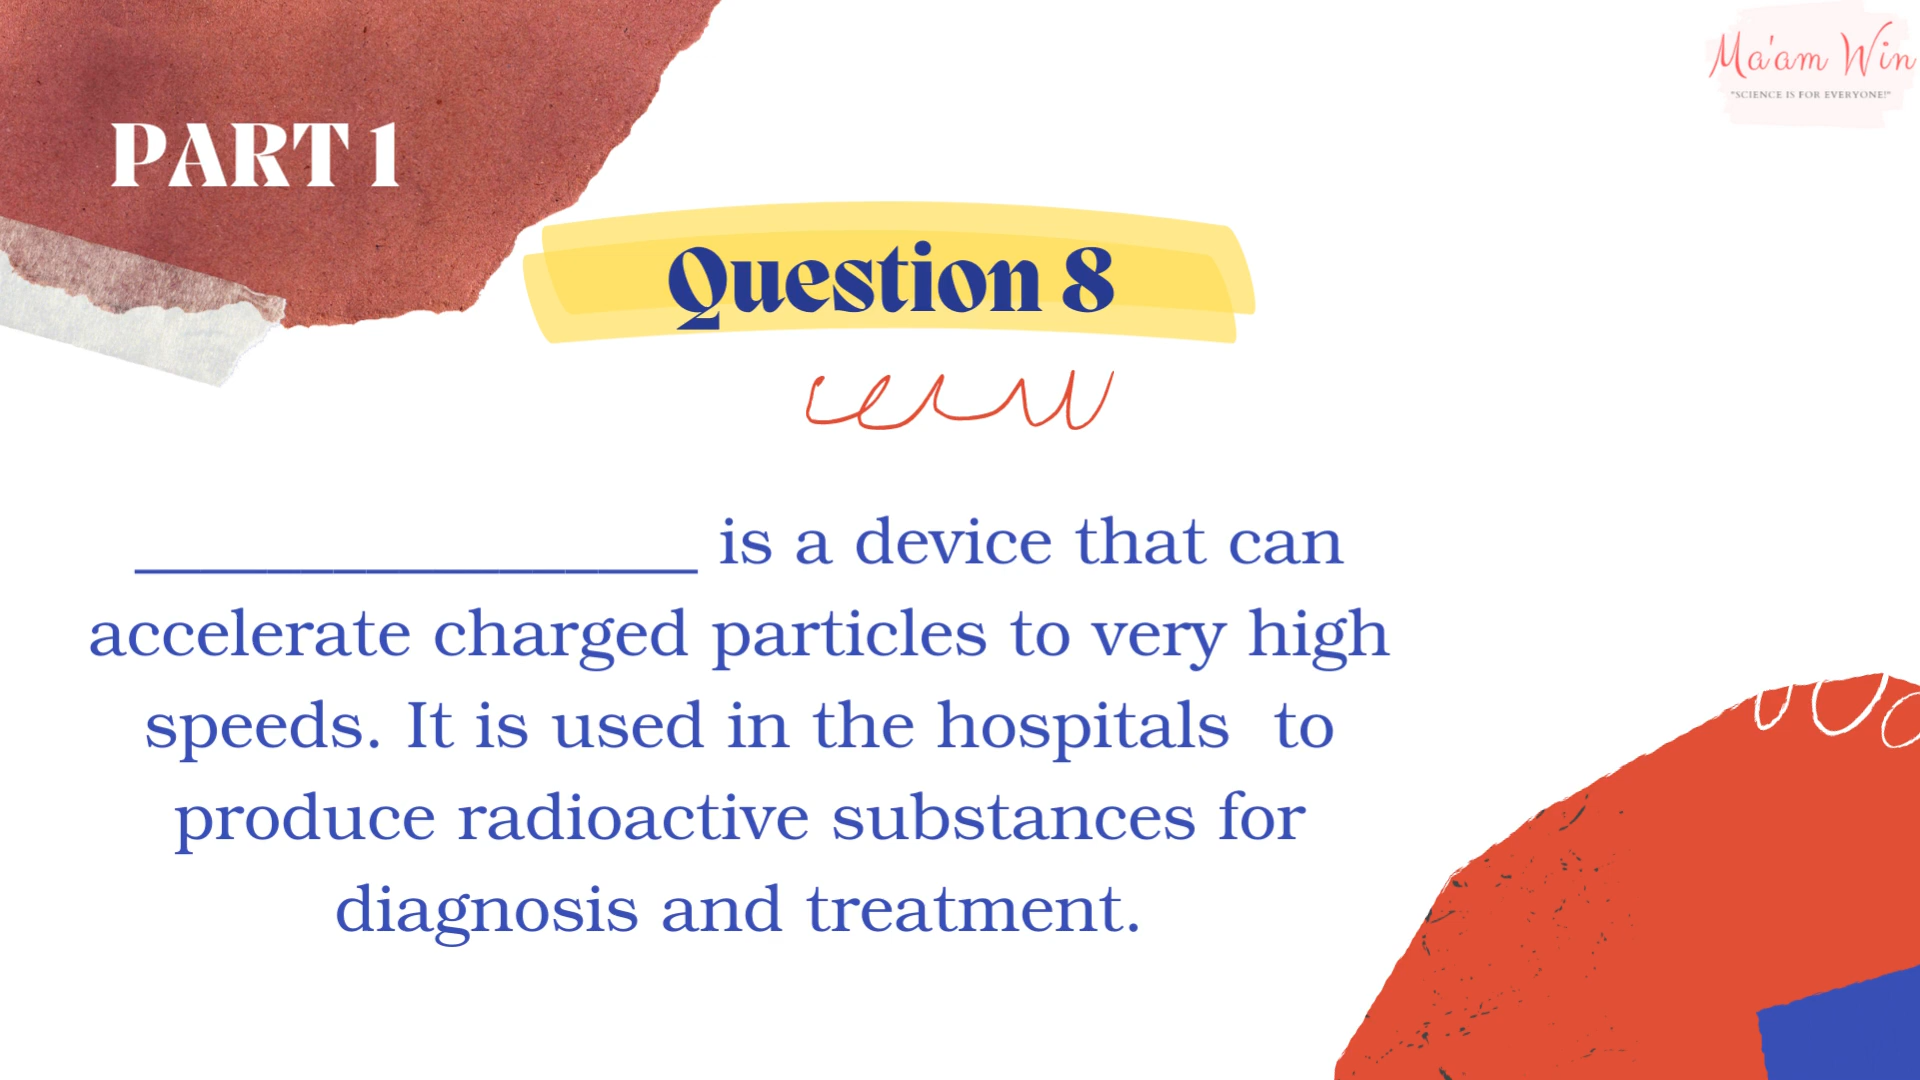 Ma'am Win
"SCIENCE IS FOR EVERYONE!"
PART 1
Question 8
_________________ is a device that can
accelerate charged particles to very high
speeds. It is used in the hospitals  to
produce radioactive substances for
diagnosis and treatment.